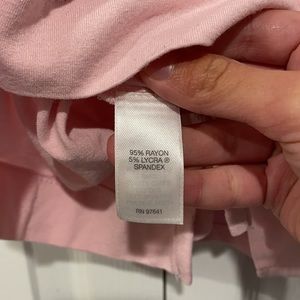 95% RAYON
5% LYCRA ®
SPANDEX
RN 97641